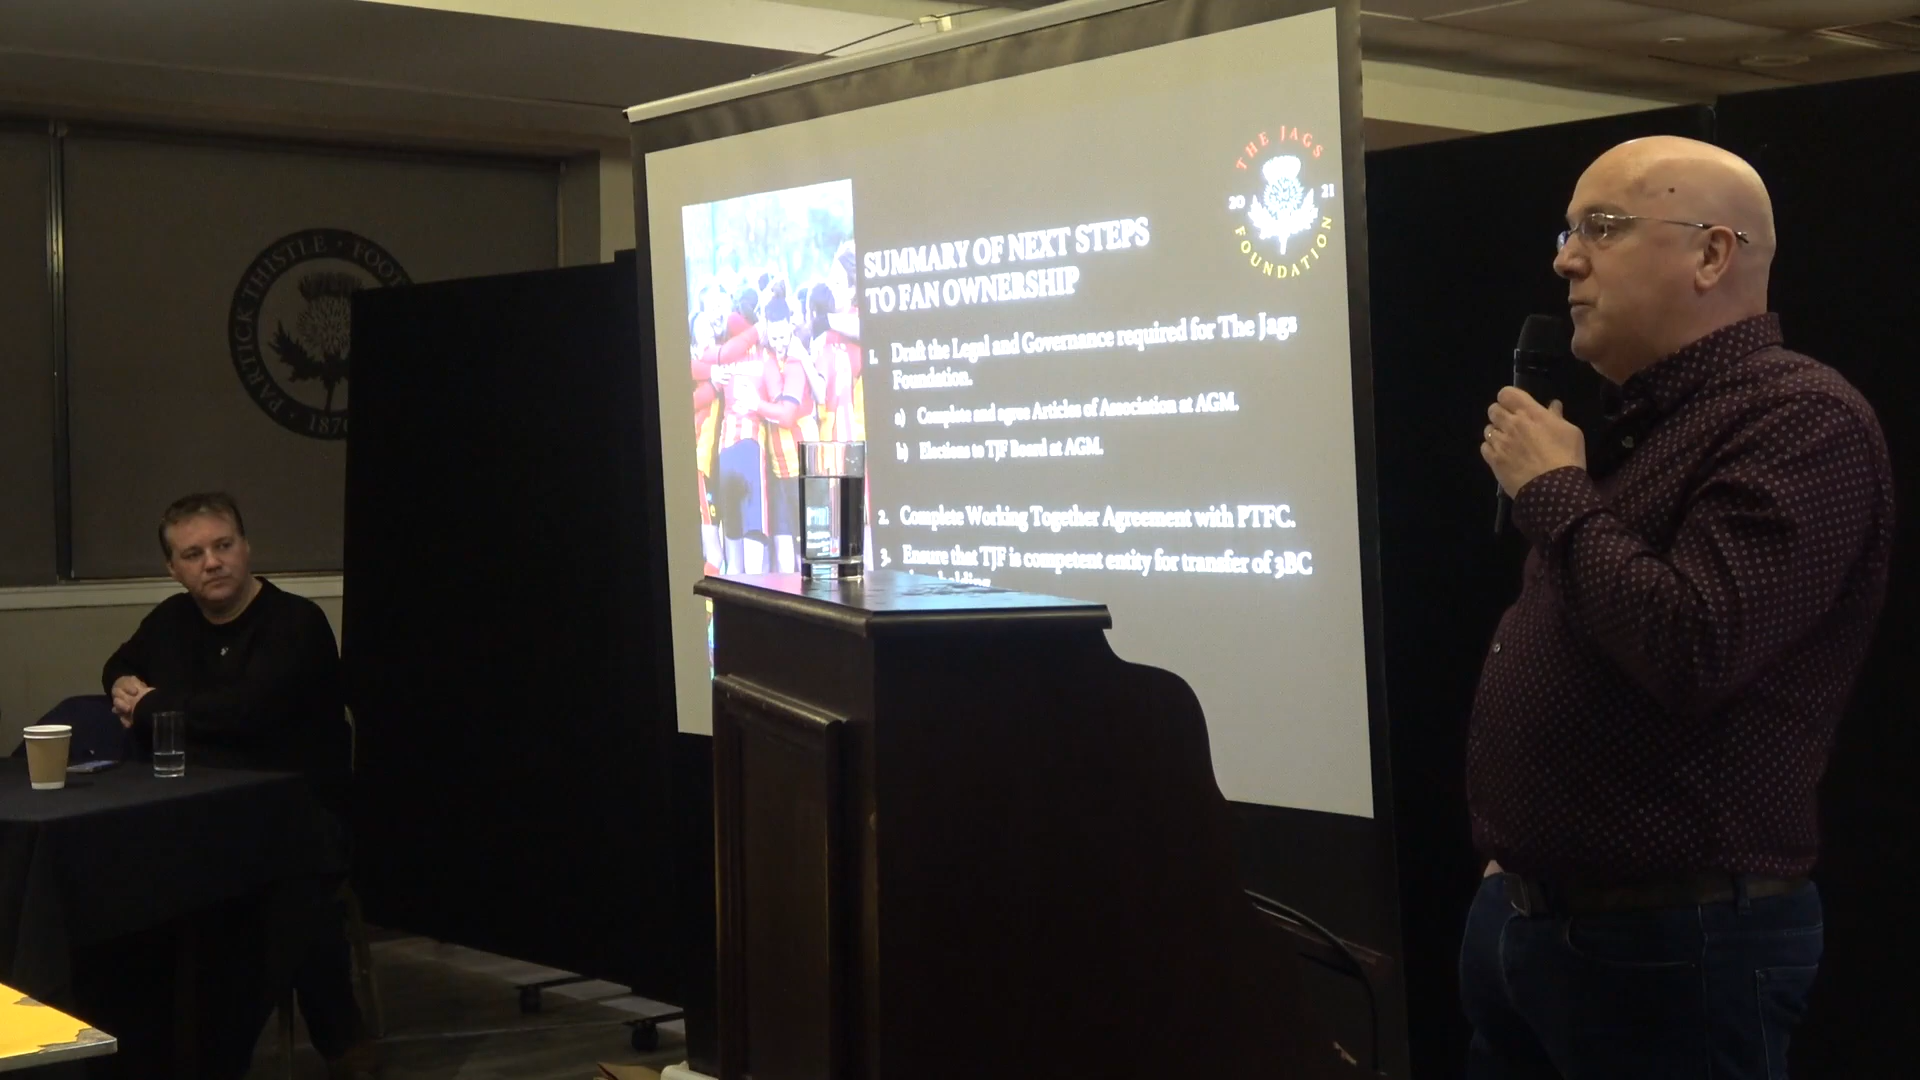 PARTICK THISTLE · FOOT
1876
THE JAGS
20 21
FOUNDATION
SUMMARY OF NEXT STEPS
TO FAN OWNERSHIP
1. Draft the Legal and Governance required for The Jags
Foundation.
a) Complete and agree Articles of Association at AGM.
b) Elections to TJF Board at AGM.
2. Complete Working Together Agreement with PTFC.
3. Ensure that TJF is competent entity for transfer of 3BC